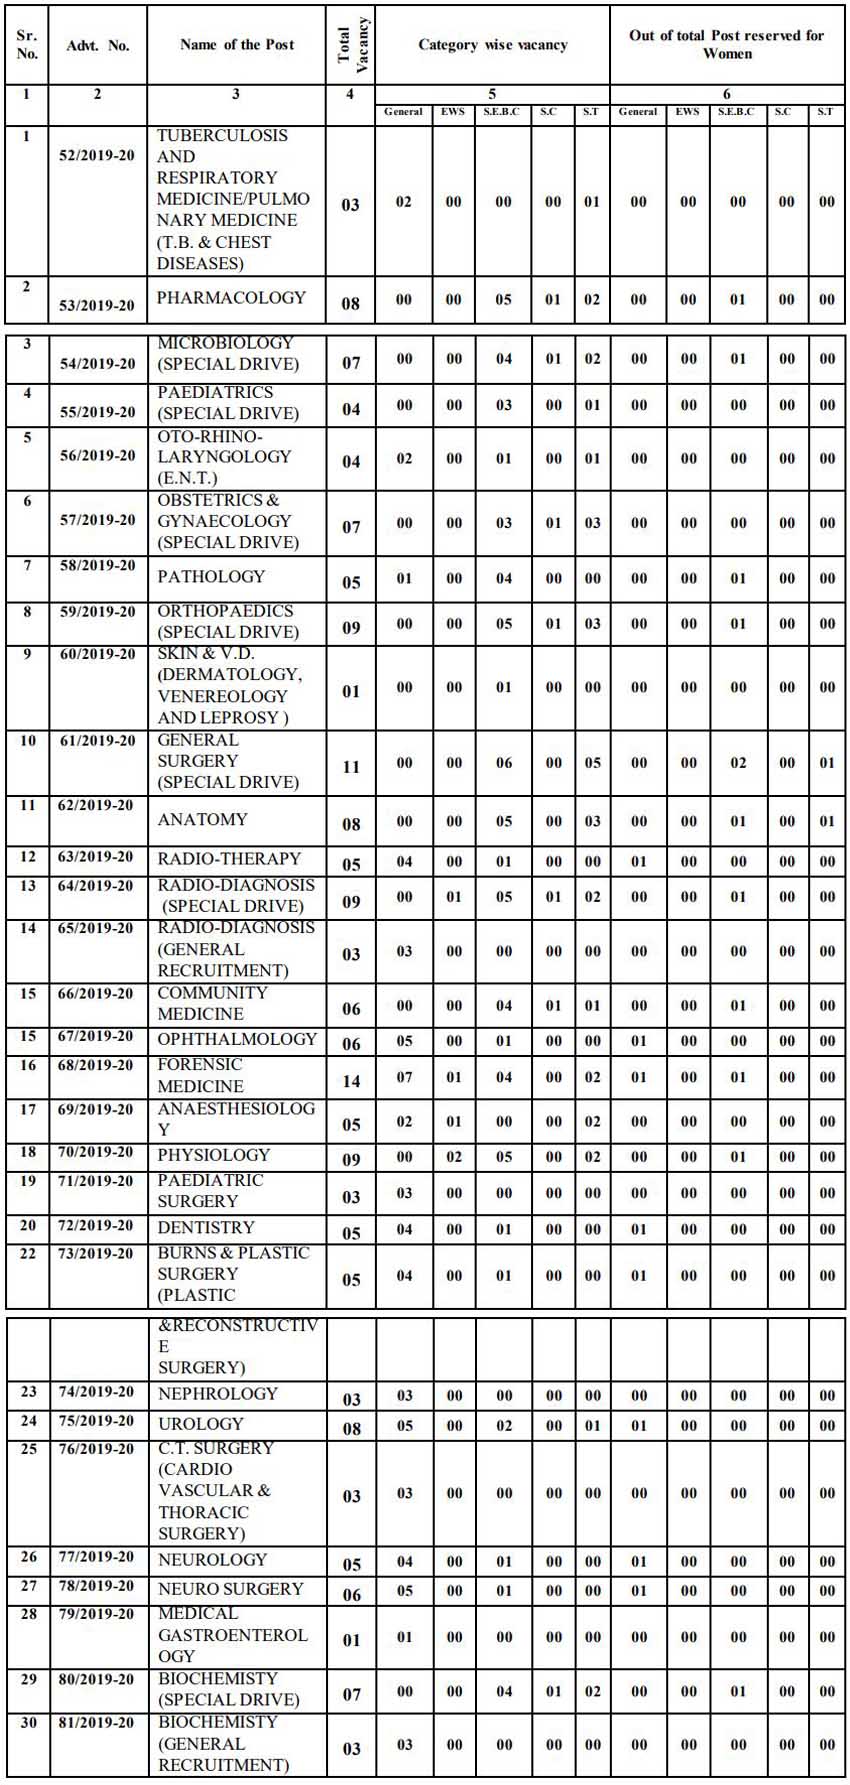 Sr. No. Advt. No. Name of the Post Total Vacancy Category wise vacancy Out of total Post reserved for Women
1 2 3 4 5 6
General EWS S.E.B.C S.C S.T General EWS S.E.B.C S.C S.T
1 52/2019-20 TUBERCULOSIS
AND
RESPIRATORY
MEDICINE/PULMO
NARY MEDICINE
(T.B. & CHEST
DISEASES) 03 02 00 00 00 01 00 00 00 00 00
2 53/2019-20 PHARMACOLOGY 08 00 00 05 01 02 00 00 01 00 00
3 54/2019-20 MICROBIOLOGY
(SPECIAL DRIVE) 07 00 00 04 01 02 00 00 01 00 00
4 55/2019-20 PAEDIATRICS
(SPECIAL DRIVE) 04 00 00 03 00 01 00 00 00 00 00
5 56/2019-20 OTO-RHINO-
LARYNGOLOGY
(E.N.T.) 04 02 00 01 00 01 00 00 00 00 00
6 57/2019-20 OBSTETRICS &
GYNAECOLOGY
(SPECIAL DRIVE) 07 00 00 03 01 03 00 00 00 00 00
7 58/2019-20 PATHOLOGY 05 01 00 04 00 00 00 00 01 00 00
8 59/2019-20 ORTHOPAEDICS
(SPECIAL DRIVE) 09 00 00 05 01 03 00 00 01 00 00
9 60/2019-20 SKIN & V.D.
(DERMATOLOGY,
VENEREOLOGY
AND LEPROSY ) 01 00 00 01 00 00 00 00 00 00 00
10 61/2019-20 GENERAL
SURGERY
(SPECIAL DRIVE) 11 00 00 06 00 05 00 00 02 00 01
11 62/2019-20 ANATOMY 08 00 00 05 00 03 00 00 01 00 01
12 63/2019-20 RADIO-THERAPY 05 04 00 01 00 00 01 00 00 00 00
13 64/2019-20 RADIO-DIAGNOSIS
(SPECIAL DRIVE) 09 00 01 05 01 02 00 00 01 00 00
14 65/2019-20 RADIO-DIAGNOSIS
(GENERAL
RECRUITMENT) 03 03 00 00 00 00 00 00 00 00 00
15 66/2019-20 COMMUNITY
MEDICINE 06 00 00 04 01 01 00 00 01 00 00
15 67/2019-20 OPHTHALMOLOGY 06 05 00 01 00 00 01 00 00 00 00
16 68/2019-20 FORENSIC
MEDICINE 14 07 01 04 00 02 01 00 01 00 00
17 69/2019-20 ANAESTHESIOLOG
Y 05 02 01 00 00 02 00 00 00 00 00
18 70/2019-20 PHYSIOLOGY 09 00 02 05 00 02 00 00 01 00 00
19 71/2019-20 PAEDIATRIC
SURGERY 03 03 00 00 00 00 00 00 00 00 00
20 72/2019-20 DENTISTRY 05 04 00 01 00 00 01 00 00 00 00
22 73/2019-20 BURNS & PLASTIC
SURGERY
(PLASTIC 05 04 00 01 00 00 01 00 00 00 00
&RECONSTRUCTIV
E
SURGERY)
23 74/2019-20 NEPHROLOGY 03 03 00 00 00 00 00 00 00 00 00
24 75/2019-20 UROLOGY 08 05 00 02 00 01 01 00 00 00 00
25 76/2019-20 C.T. SURGERY
(CARDIO
VASCULAR &
THORACIC
SURGERY) 03 03 00 00 00 00 00 00 00 00 00
26 77/2019-20 NEUROLOGY 05 04 00 01 00 00 01 00 00 00 00
27 78/2019-20 NEURO SURGERY 06 05 00 01 00 00 01 00 00 00 00
28 79/2019-20 MEDICAL
GASTROENTEROL
OGY 01 01 00 00 00 00 00 00 00 00 00
29 80/2019-20 BIOCHEMISTY
(SPECIAL DRIVE) 07 00 00 04 01 02 00 00 01 00 00
30 81/2019-20 BIOCHEMISTY
(GENERAL
RECRUITMENT) 03 03 00 00 00 00 00 00 00 00 00